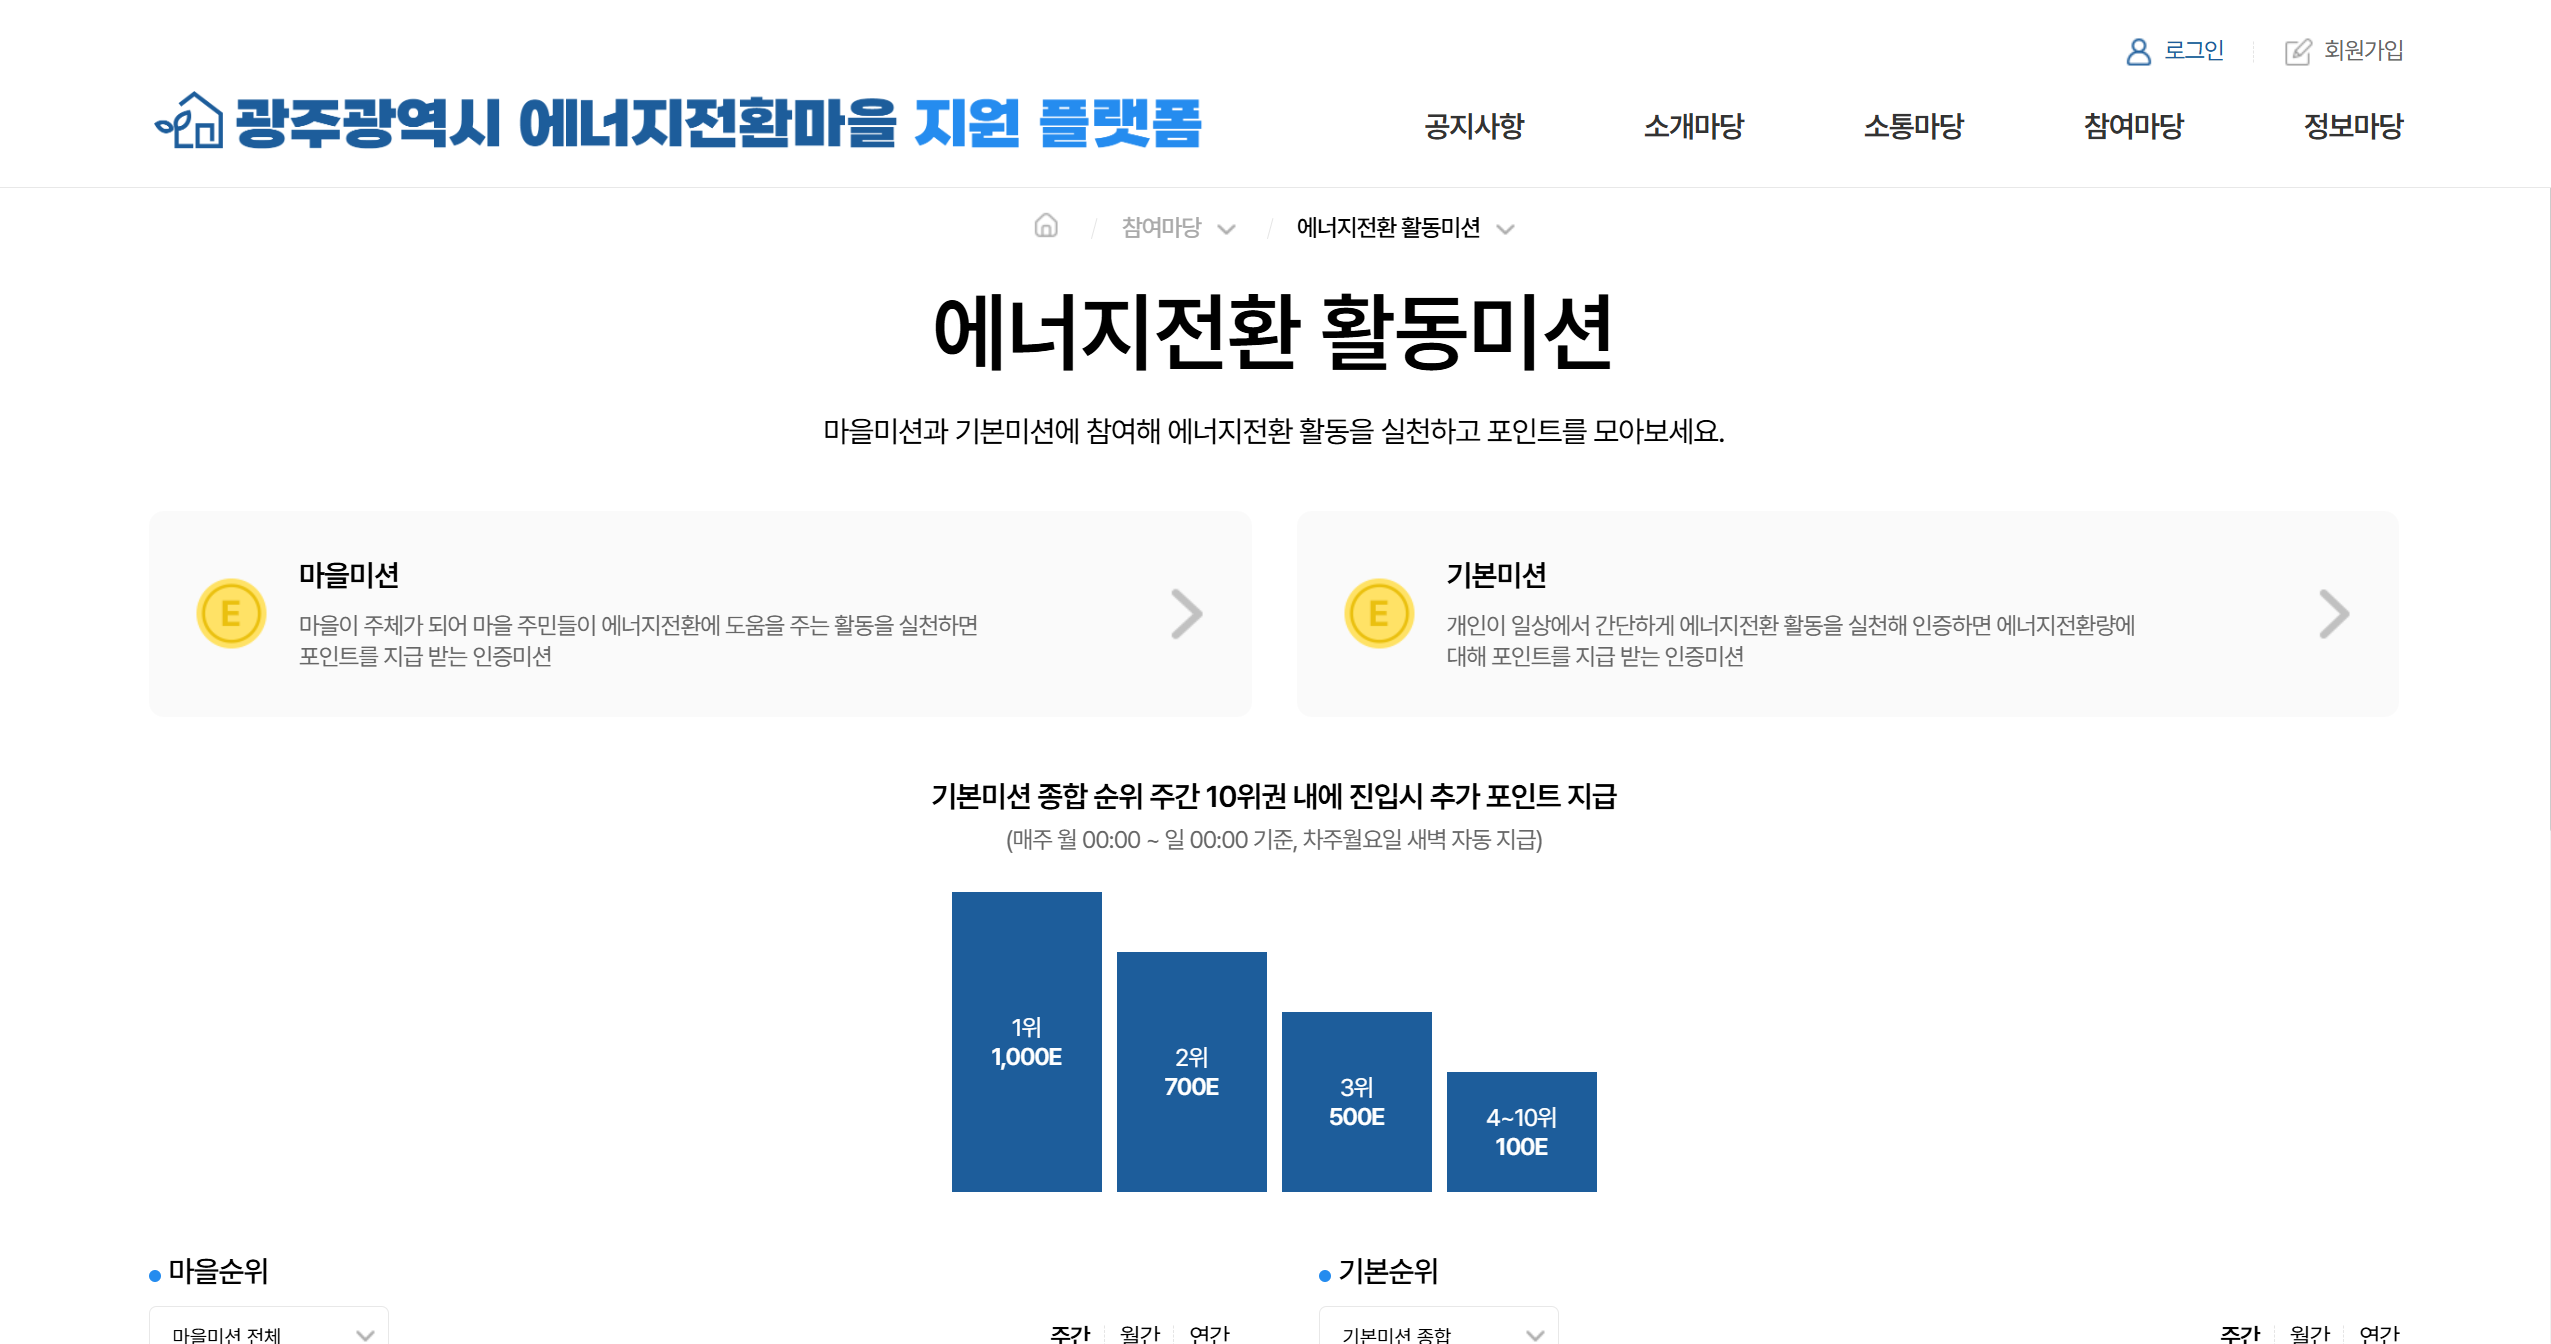 로그인
회원가입
광주광역시 에너지전환마을 지원 플랫폼
공지사항
소개마당
소통마당
참여마당
정보마당
참여마당
에너지전환 활동미션
에너지전환 활동미션
마을미션과 기본미션에 참여해 에너지전환 활동을 실천하고 포인트를 모아보세요.
E
마을미션
마을이 주체가 되어 마을 주민들이 에너지전환에 도움을 주는 활동을 실천하면
포인트를 지급 받는 인증미션
E
기본미션
개인이 일상에서 간단하게 에너지전환 활동을 실천해 인증하면 에너지전환량에
대해 포인트를 지급 받는 인증미션
기본미션 종합 순위 주간 10위권 내에 진입시 추가 포인트 지급
(매주 월 00:00 ~ 일 00:00 기준, 차주월요일 새벽 자동 지급)
1위
1,000E
2위
700E
3위
500E
4~10위
100E
마을순위
마을미션 전체
주간
월간
연간
기본순위
기본미션 종합
주간
월간
연간